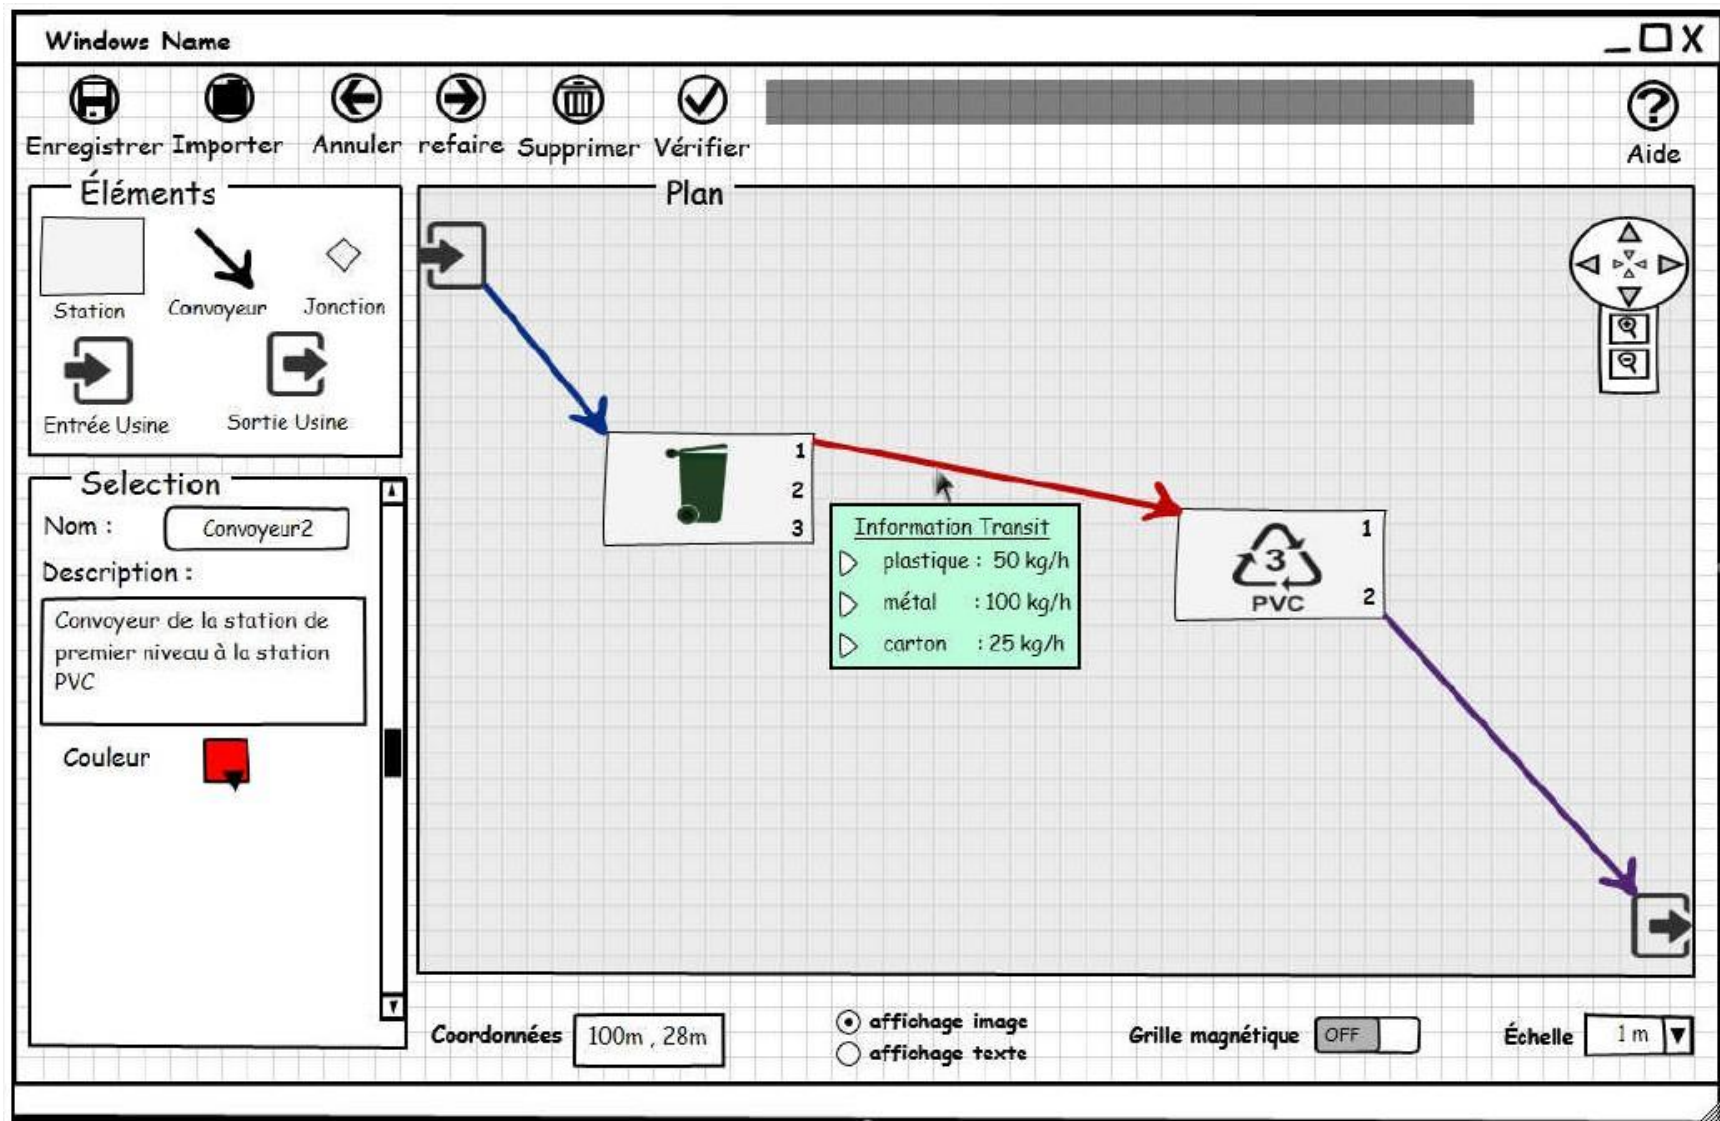 Windows Name
Enregistrer Importer Annuler refaire Supprimer Vérifier
Aide
Éléments
Station Convoyeur Jonction
Entrée Usine Sortie Usine
Selection
Nom : Convoyeur2
Description :
Convoyeur de la station de
premier niveau à la station
PVC
Couleur
Plan
1
2
3
Information Transit
plastique : 50 kg/h
métal : 100 kg/h
carton : 25 kg/h
3
PVC
1
2
Coordonnées 100m , 28m
affichage image
affichage texte
Grille magnétique OFF
Échelle 1 m